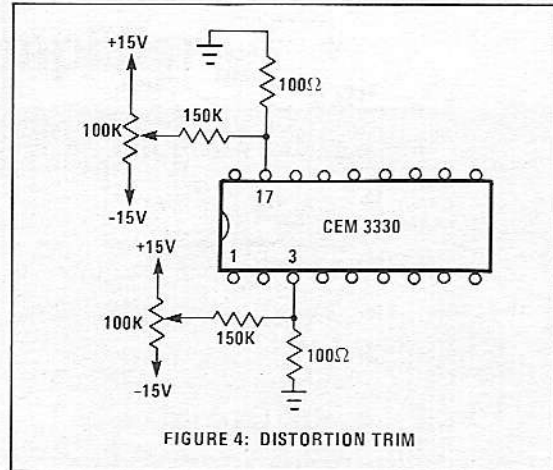 +15V
100Ω
150K
100K
17
-15V
CEM 3330
+15V
1 3
100K
150K
100Ω
-15V
FIGURE 4: DISTORTION TRIM